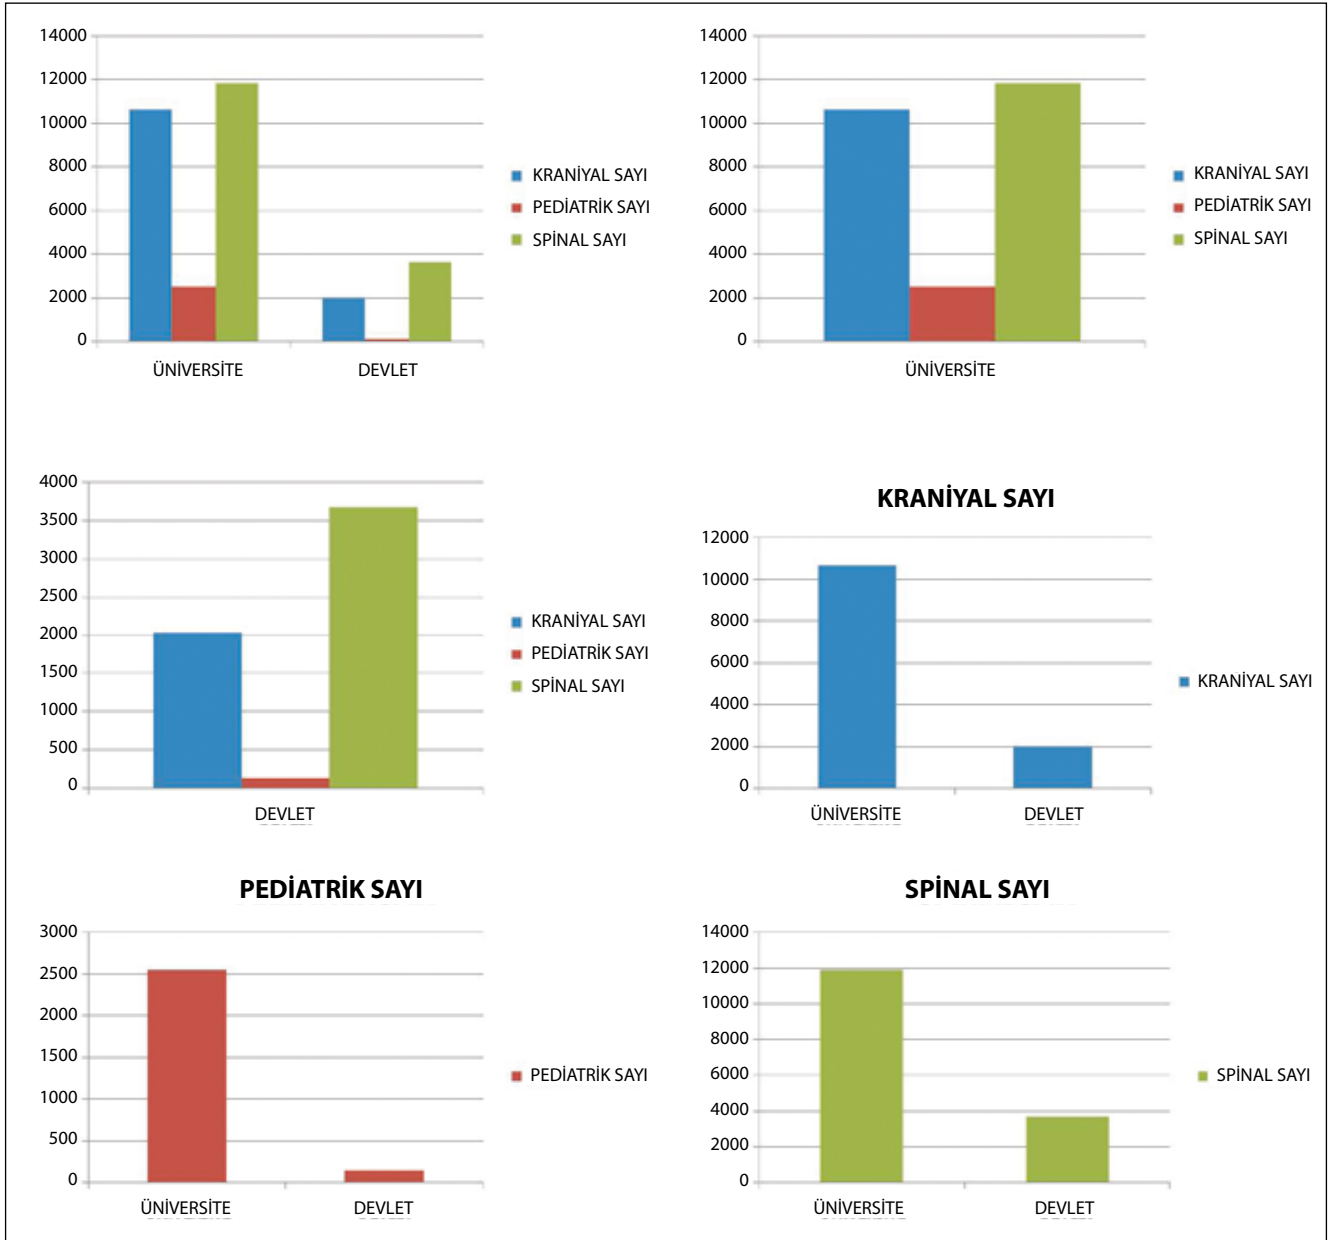 14000
12000
10000
8000
6000
4000
2000
0
ÜNİVERSİTE DEVLET
KRANİYAL SAYI
PEDİATRİK SAYI
SPİNAL SAYI
14000
12000
10000
8000
6000
4000
2000
0
ÜNİVERSİTE
KRANİYAL SAYI
PEDİATRİK SAYI
SPİNAL SAYI
4000
3500
3000
2500
2000
1500
1000
500
0
DEVLET
KRANİYAL SAYI
PEDİATRİK SAYI
SPİNAL SAYI
KRANİYAL SAYI
12000
10000
8000
6000
4000
2000
0
ÜNİVERSİTE DEVLET
KRANİYAL SAYI
PEDİATRİK SAYI
3000
2500
2000
1500
1000
500
0
ÜNİVERSİTE DEVLET
PEDİATRİK SAYI
SPİNAL SAYI
14000
12000
10000
8000
6000
4000
2000
0
ÜNİVERSİTE DEVLET
SPİNAL SAYI